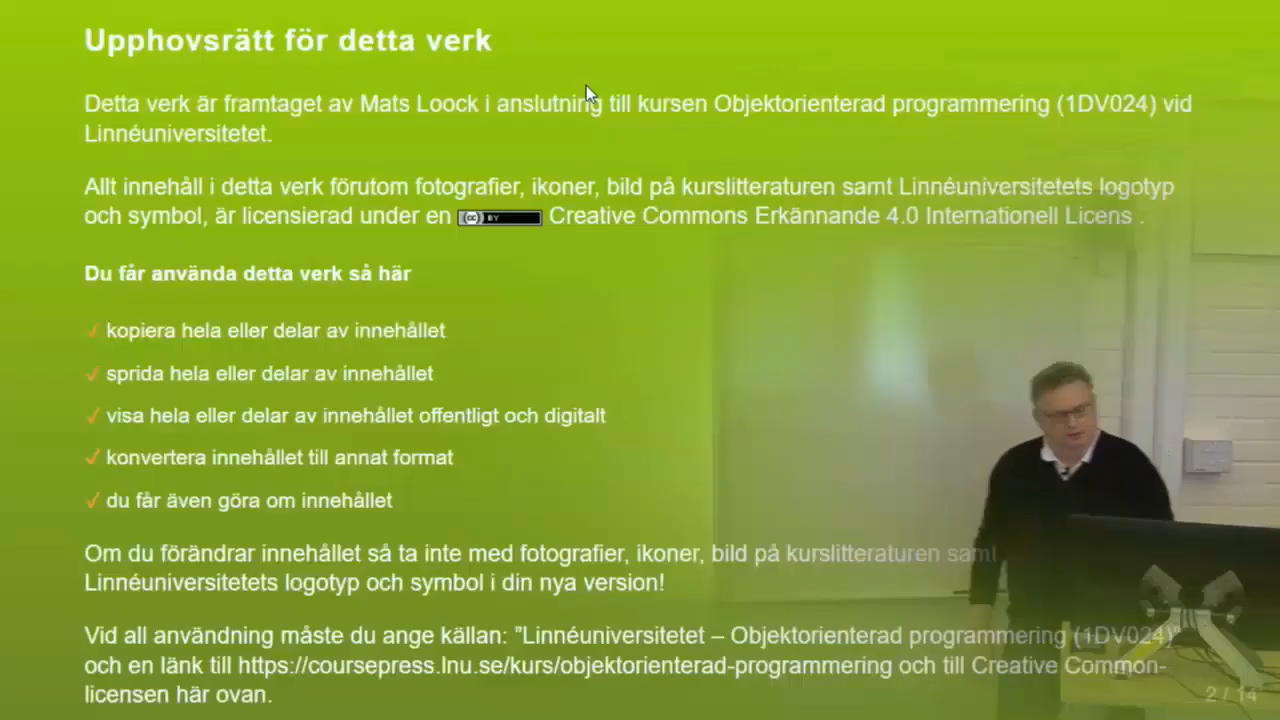 Upphovsrätt för detta verk
Detta verk är framtaget av Mats Loock i anslutning till kursen Objektorienterad programmering (1DV024) vid
Linnéuniversitetet.
Allt innehåll i detta verk förutom fotografier, ikoner, bild på kurslitteraturen samt Linnéuniversitetets logotyp
och symbol, är licensierad under en (cc) BY Creative Commons Erkännande 4.0 Internationell Licens .
Du får använda detta verk så här
✓ kopiera hela eller delar av innehållet
✓ sprida hela eller delar av innehållet
✓ visa hela eller delar av innehållet offentligt och digitalt
✓ konvertera innehållet till annat format
✓ du får även göra om innehållet
Om du förändrar innehållet så ta inte med fotografier, ikoner, bild på kurslitteraturen samt
Linnéuniversitetets logotyp och symbol i din nya version!
Vid all användning måste du ange källan: "Linnéuniversitetet – Objektorienterad programmering (1DV024)"
och en länk till https://coursepress.lnu.se/kurs/objektorienterad-programmering och till Creative Common-
licensen här ovan.
2 / 14